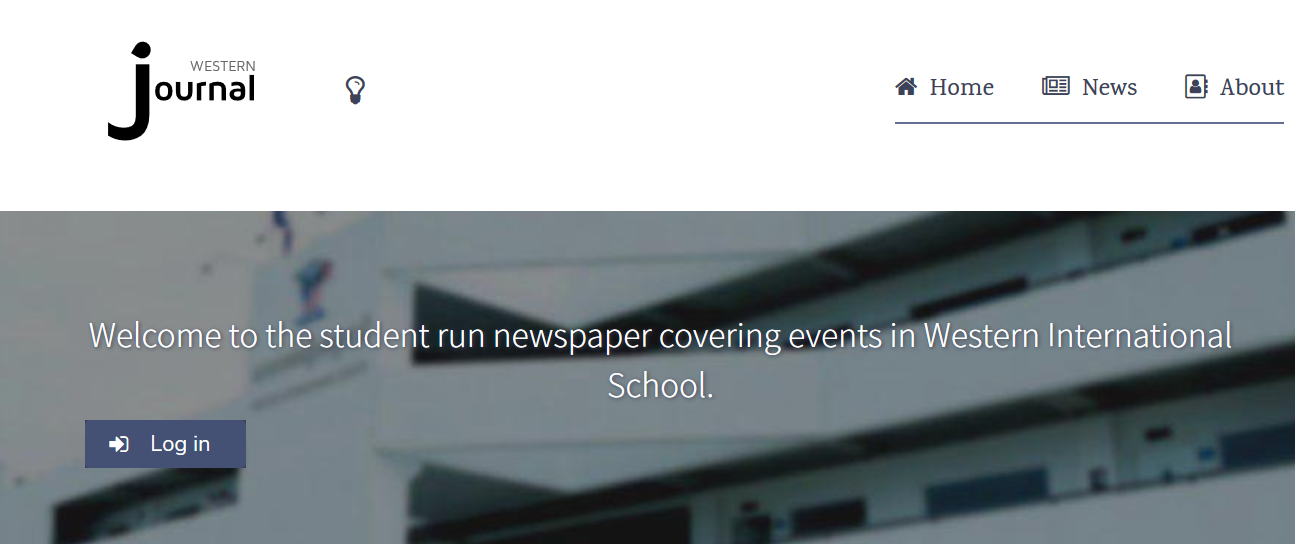 WESTERN
journal
Home News About
Welcome to the student run newspaper covering events in Western International
School.
Log in